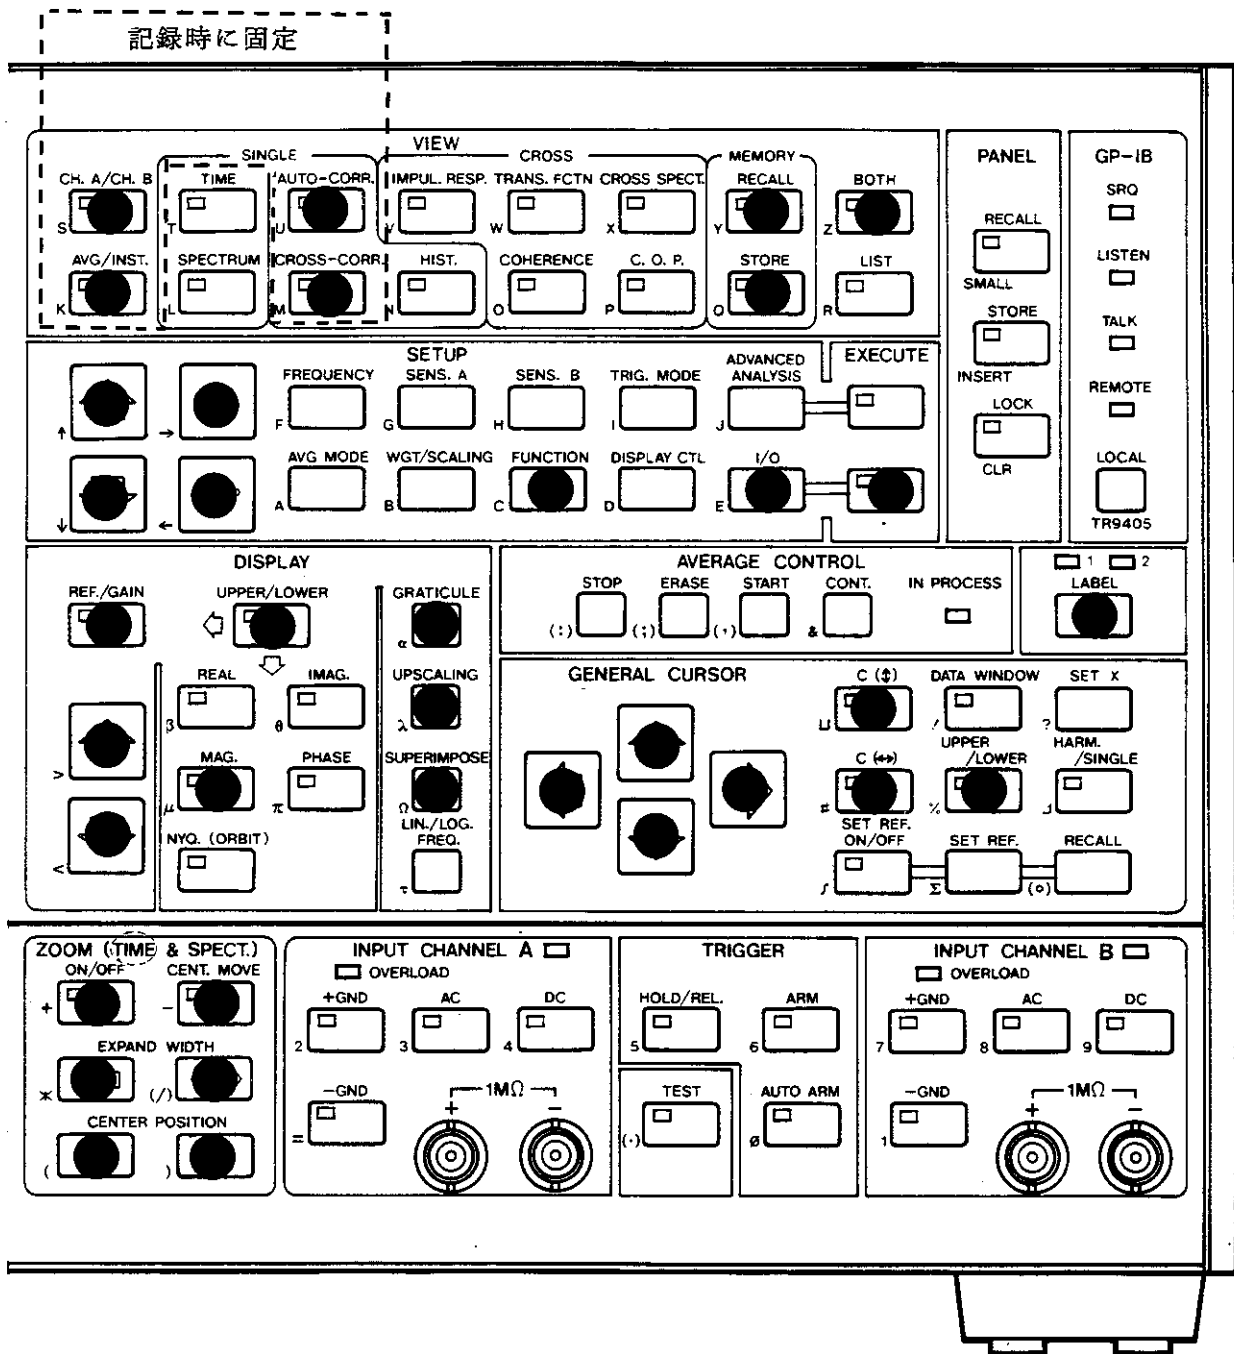 記録時に固定
VIEW
SINGLE CROSS MEMORY
CH. A/CH. B TIME AUTO-CORR. IMPUL. RESP. TRANS. FCTN CROSS SPECT. RECALL BOTH
S T U V W X Y Z
AVG/INST. SPECTRUM CROSS-CORR. HIST. COHERENCE C. O. P. STORE LIST
K L M N O P Q R
PANEL
RECALL
SMALL
STORE
INSERT
LOCK
CLR
GP-IB
SRQ
LISTEN
TALK
REMOTE
LOCAL
TR9405
SETUP EXECUTE
FREQUENCY SENS. A SENS. B TRIG. MODE ADVANCED
ANALYSIS
↑ → F G H I J
AVG MODE WGT/SCALING FUNCTION DISPLAY CTL I/O
↓ ← A B C D E
DISPLAY
REF./GAIN UPPER/LOWER GRATICULE
α
REAL IMAG. UPSCALING
β θ λ
>
MAG. PHASE SUPERIMPOSE
μ π Ω
NYQ. (ORBIT) LIN./LOG.
FREQ.
< τ
AVERAGE CONTROL
STOP ERASE START CONT. IN PROCESS
(:) (;) (,) &
1 2
LABEL
GENERAL CURSOR
C (↕) DATA WINDOW SET X
⊔ / ?
C (↔) UPPER
/LOWER HARM.
/SINGLE
# % ┘
SET REF.
ON/OFF SET REF. RECALL
∫ Σ (o)
ZOOM (TIME & SPECT.)
ON/OFF CENT. MOVE
+ −
EXPAND WIDTH
* (/)
CENTER POSITION
( )
INPUT CHANNEL A
OVERLOAD
+GND AC DC
2 3 4
−GND 1MΩ
+ −
=
TRIGGER
HOLD/REL. ARM
5 6
TEST AUTO ARM
(·) ø
INPUT CHANNEL B
OVERLOAD
+GND AC DC
7 8 9
−GND 1MΩ
+ −
1